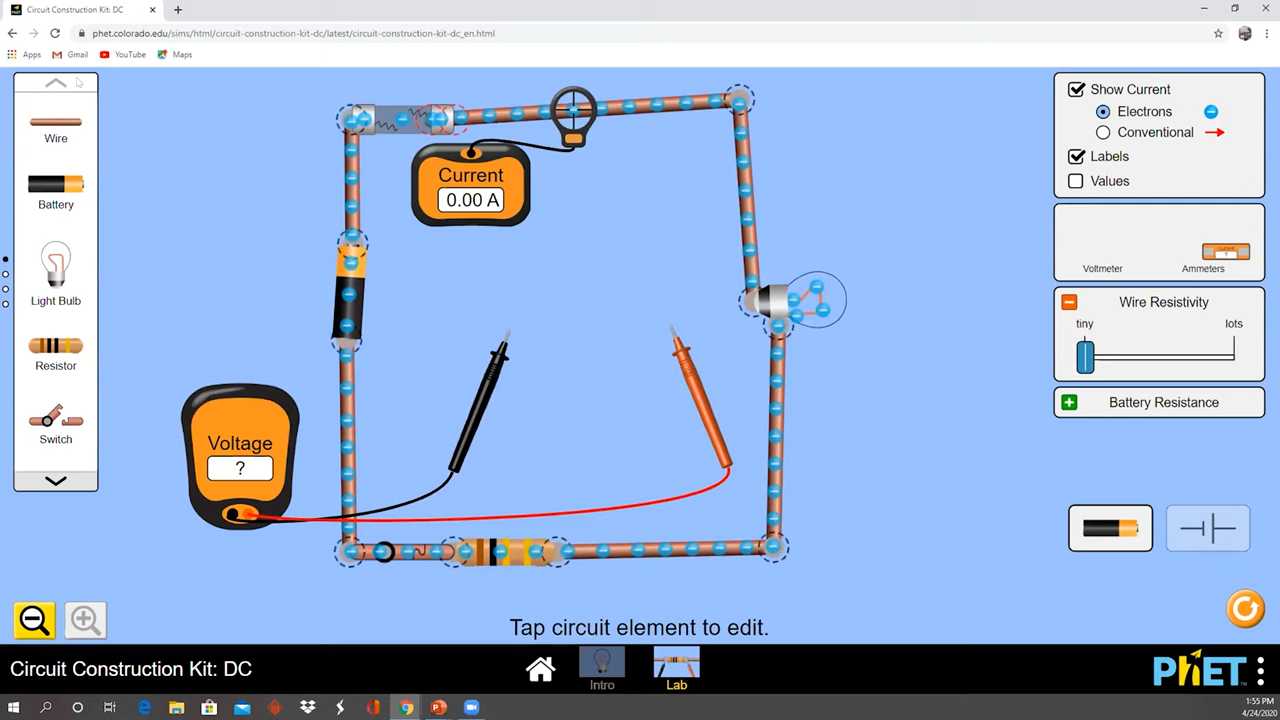 Circuit Construction Kit: DC
phet.colorado.edu/sims/html/circuit-construction-kit-dc/latest/circuit-construction-kit-dc_en.html
Apps
Gmail
YouTube
Maps
Wire
Battery
Light Bulb
Resistor
Switch
Current
0.00 A
Voltage
?
Show Current
Electrons
Conventional
Labels
Values
Current
?
Voltmeter
Ammeters
Wire Resistivity
tiny
lots
Battery Resistance
Tap circuit element to edit.
Circuit Construction Kit: DC
Intro
Lab
PhET
1:55 PM
4/24/2020